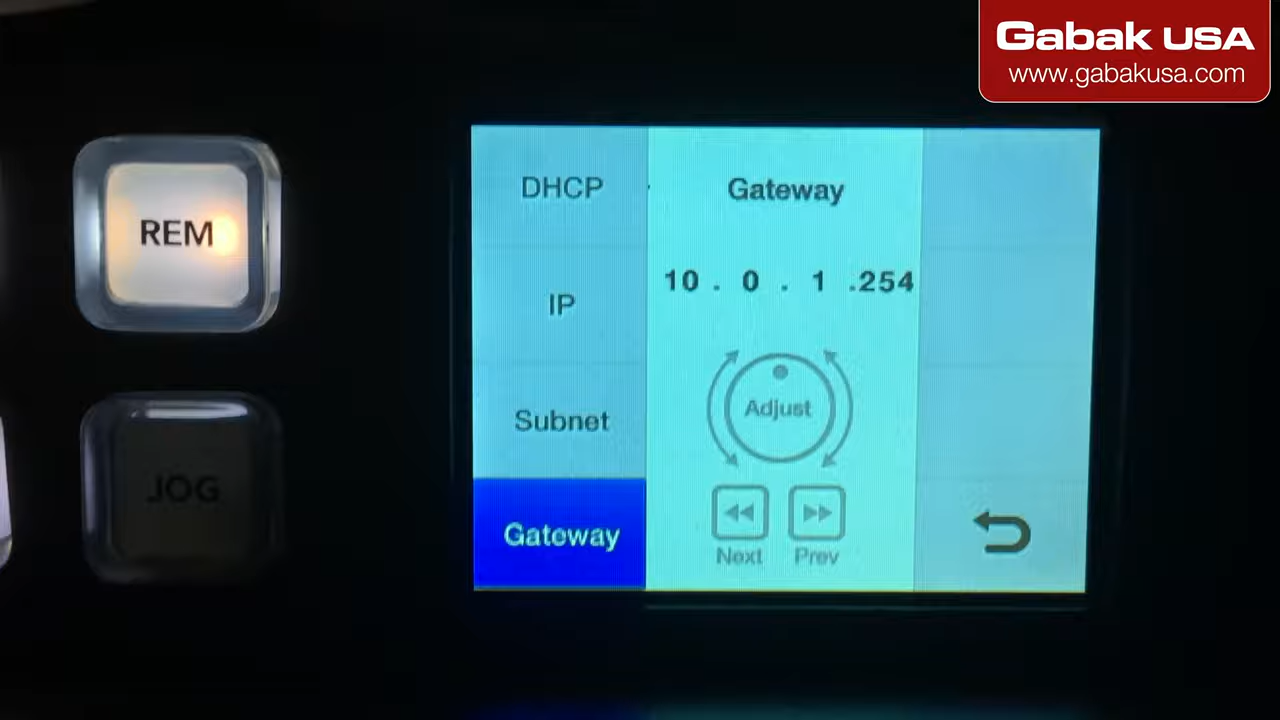 Gabak USA
www.gabakusa.com
REM
JOG
DHCP
IP
Subnet
Gateway
Gateway
10 . 0 . 1 .254
Adjust
Next Prev